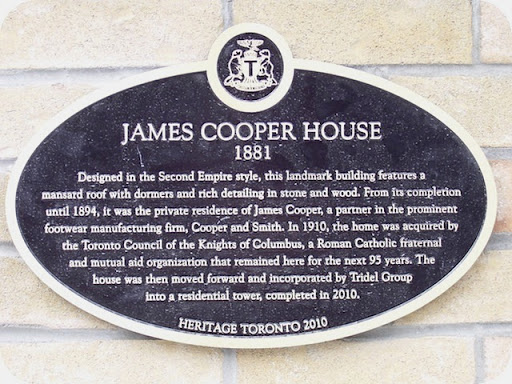 T
JAMES COOPER HOUSE
1881
Designed in the Second Empire style, this landmark building features a
mansard roof with dormers and rich detailing in stone and wood. From its completion
until 1894, it was the private residence of James Cooper, a partner in the prominent
footwear manufacturing firm, Cooper and Smith. In 1910, the home was acquired by
the Toronto Council of the Knights of Columbus, a Roman Catholic fraternal
and mutual aid organization that remained here for the next 95 years. The
house was then moved forward and incorporated by Tridel Group
into a residential tower, completed in 2010.
HERITAGE TORONTO 2010